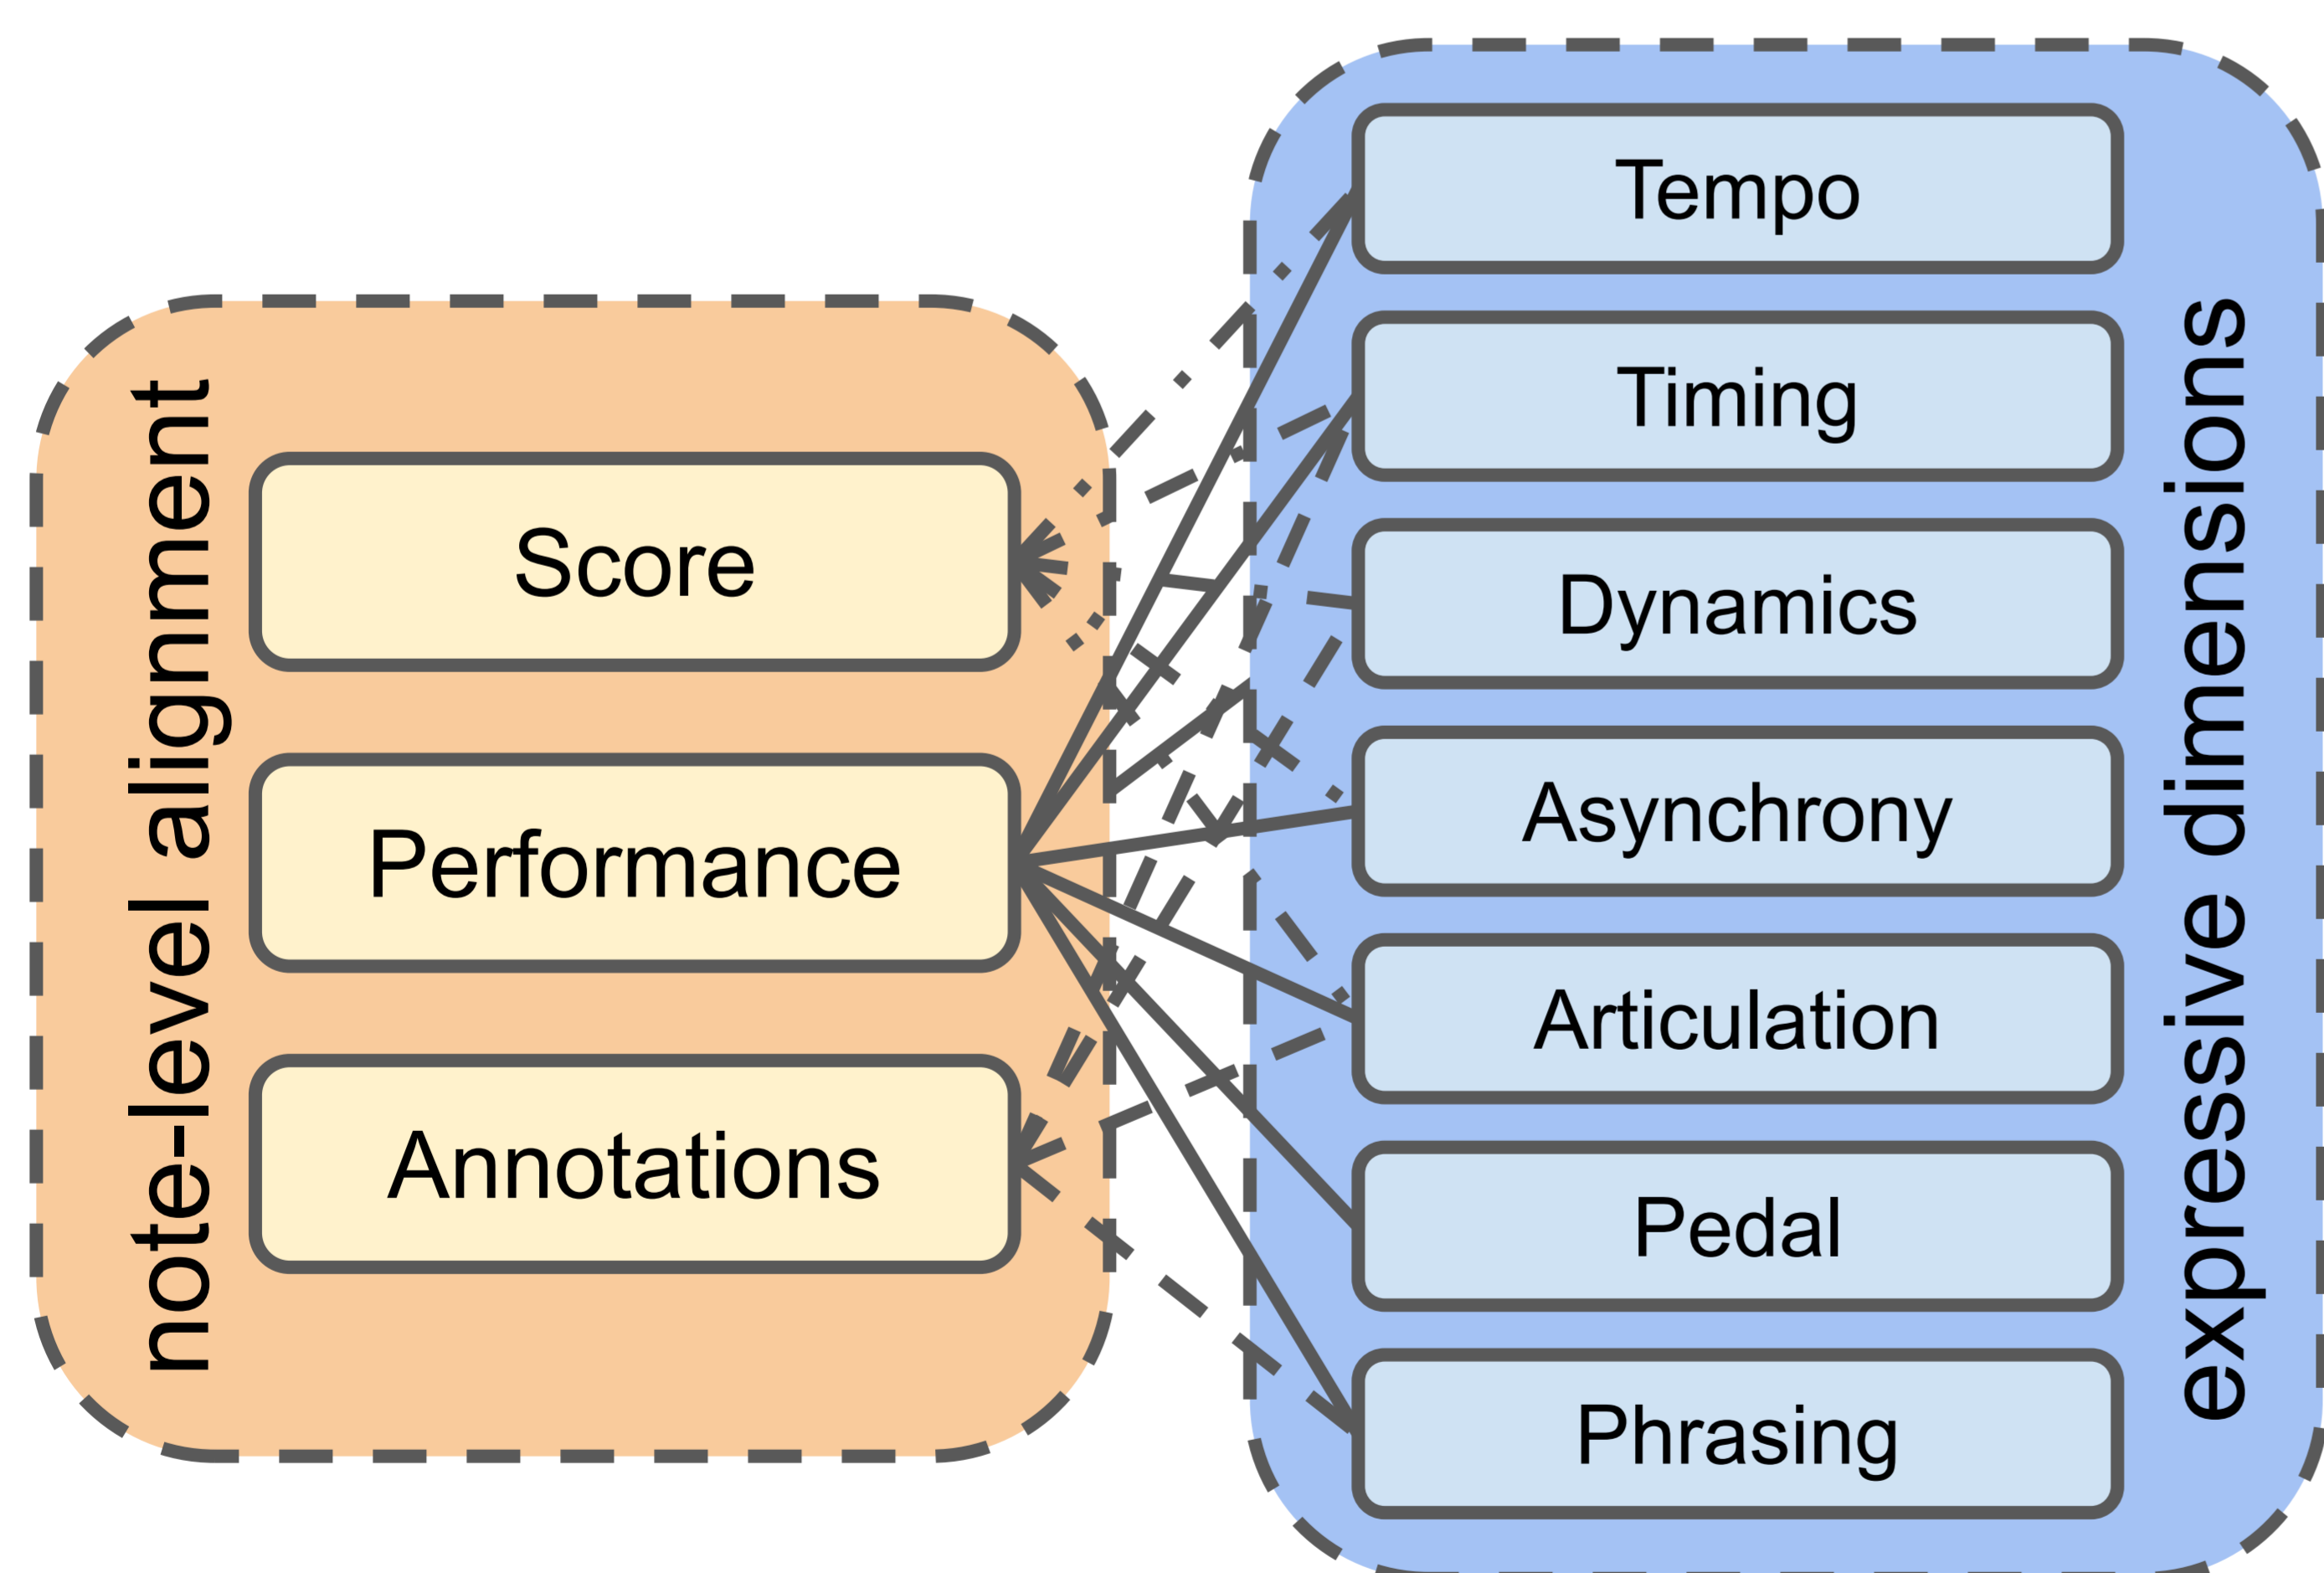 note-level alignment
Score
Performance
Annotations
Tempo
Timing
Dynamics
Asynchrony
Articulation
Pedal
Phrasing
expressive dimensions